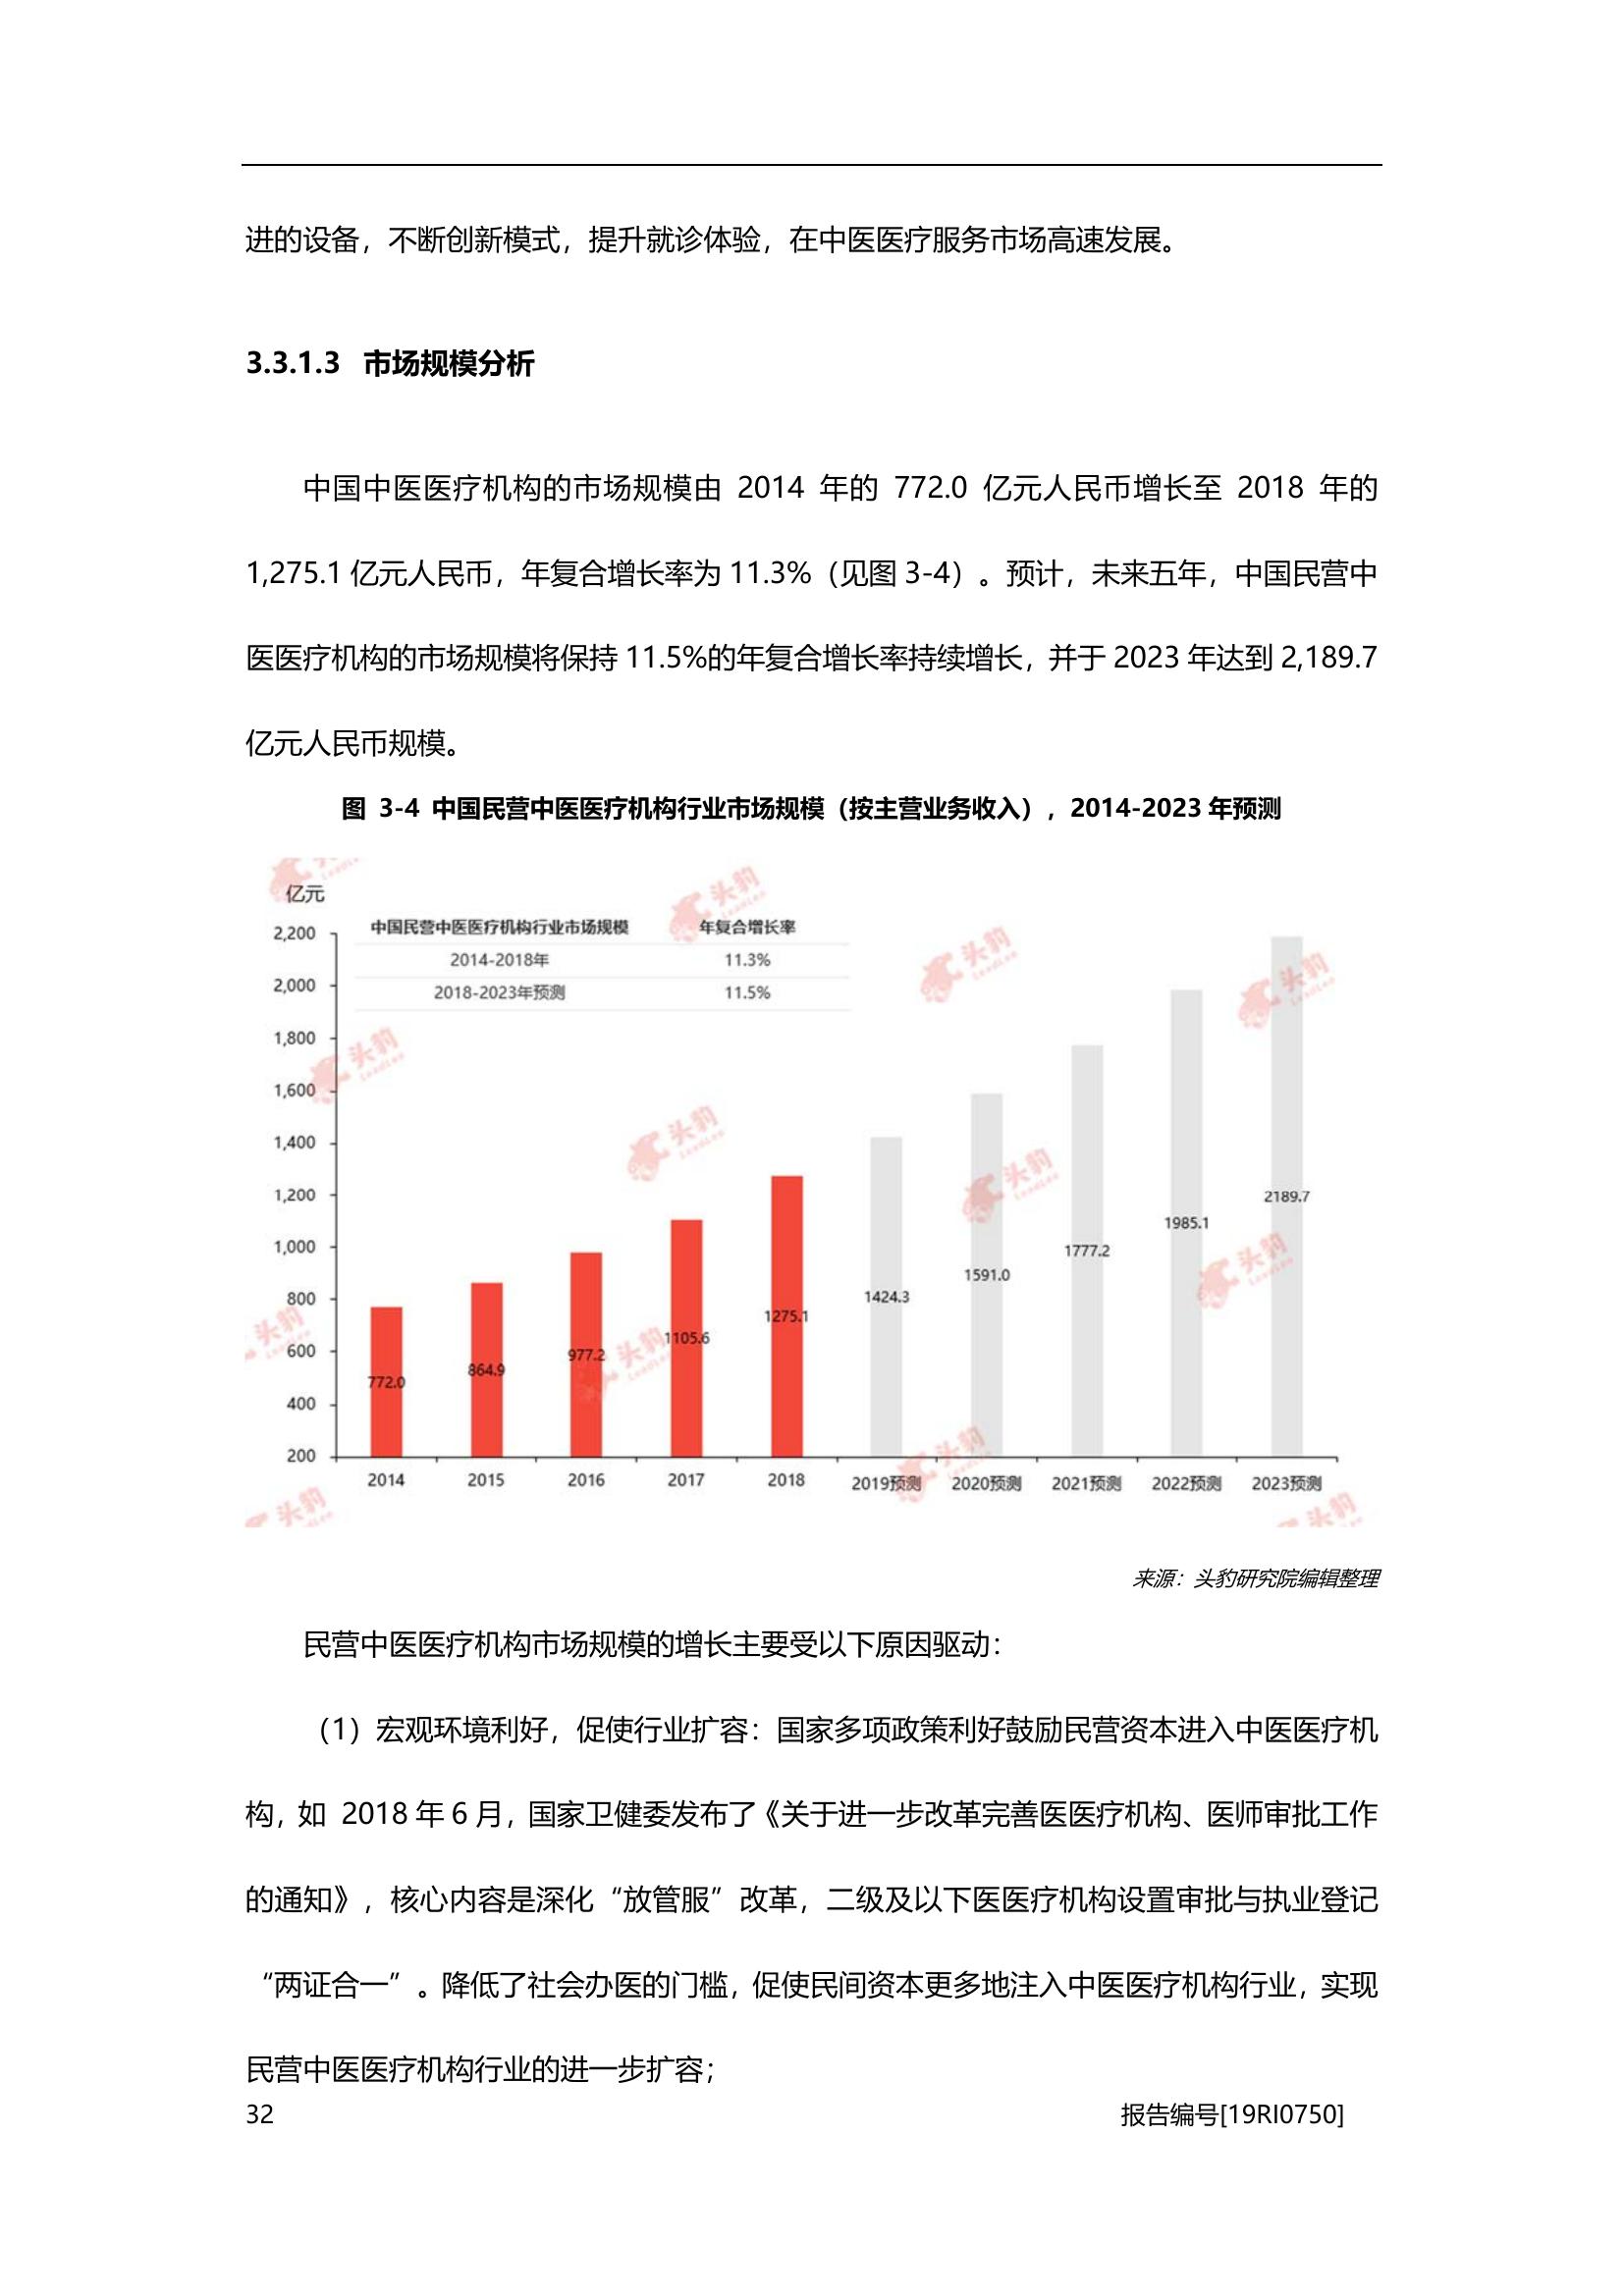 进的设备，不断创新模式，提升就诊体验，在中医医疗服务市场高速发展。
3.3.1.3 市场规模分析
中国中医医疗机构的市场规模由 2014 年的 772.0 亿元人民币增长至 2018 年的
1,275.1 亿元人民币，年复合增长率为 11.3%（见图 3-4）。预计，未来五年，中国民营中
医医疗机构的市场规模将保持 11.5%的年复合增长率持续增长，并于 2023 年达到 2,189.7
亿元人民币规模。
图 3-4 中国民营中医医疗机构行业市场规模（按主营业务收入），2014-2023 年预测
亿元
中国民营中医医疗机构行业市场规模 年复合增长率
2014-2018年 11.3%
2018-2023年预测 11.5%
2,200
2,000
1,800
1,600
1,400
1,200
1,000
800
600
400
200
772.0
864.9
977.2
1105.6
1275.1
1424.3
1591.0
1777.2
1985.1
2189.7
2014 2015 2016 2017 2018 2019预测 2020预测 2021预测 2022预测 2023预测
头豹
LeadLeo
来源：头豹研究院编辑整理
民营中医医疗机构市场规模的增长主要受以下原因驱动：
（1）宏观环境利好，促使行业扩容：国家多项政策利好鼓励民营资本进入中医医疗机
构，如 2018 年 6 月，国家卫健委发布了《关于进一步改革完善医医疗机构、医师审批工作
的通知》，核心内容是深化“放管服”改革，二级及以下医医疗机构设置审批与执业登记
“两证合一”。降低了社会办医的门槛，促使民间资本更多地注入中医医疗机构行业，实现
民营中医医疗机构行业的进一步扩容；
32 报告编号[19RI0750]